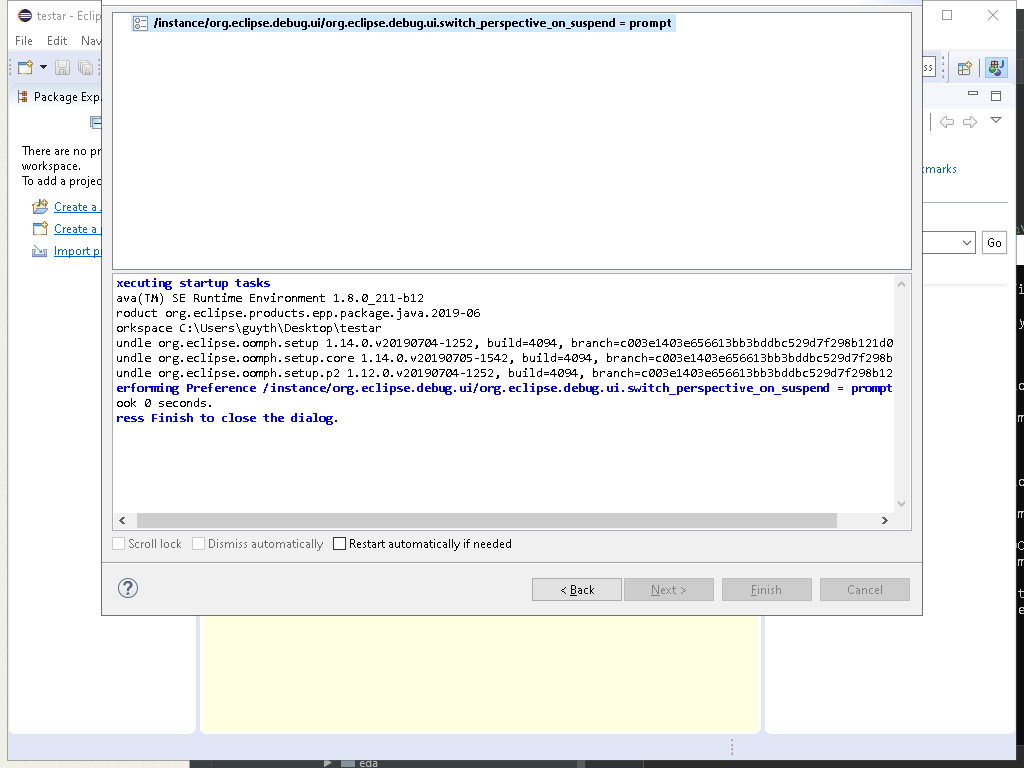 testar - Eclip
/instance/org.eclipse.debug.ui/org.eclipse.debug.ui.switch_perspective_on_suspend = prompt
File Edit Nav
ss
Package Exp
There are no pr
workspace.
To add a projec
Create a
Create a
Import p
kmarks
Go
xecuting startup tasks
ava(TM) SE Runtime Environment 1.8.0_211-b12
roduct org.eclipse.products.epp.package.java.2019-06
orkspace C:\Users\guyth\Desktop\testar
undle org.eclipse.oomph.setup 1.14.0.v20190704-1252, build=4094, branch=c003e1403e656613bb3bddbc529d7f298b121d0
undle org.eclipse.oomph.setup.core 1.14.0.v20190705-1542, build=4094, branch=c003e1403e656613bb3bddbc529d7f298b
undle org.eclipse.oomph.setup.p2 1.12.0.v20190704-1252, build=4094, branch=c003e1403e656613bb3bddbc529d7f298b12
erforming Preference /instance/org.eclipse.debug.ui/org.eclipse.debug.ui.switch_perspective_on_suspend = prompt
ook 0 seconds.
ress Finish to close the dialog.
Scroll lock Dismiss automatically Restart automatically if needed
? < Back Next > Finish Cancel
eda